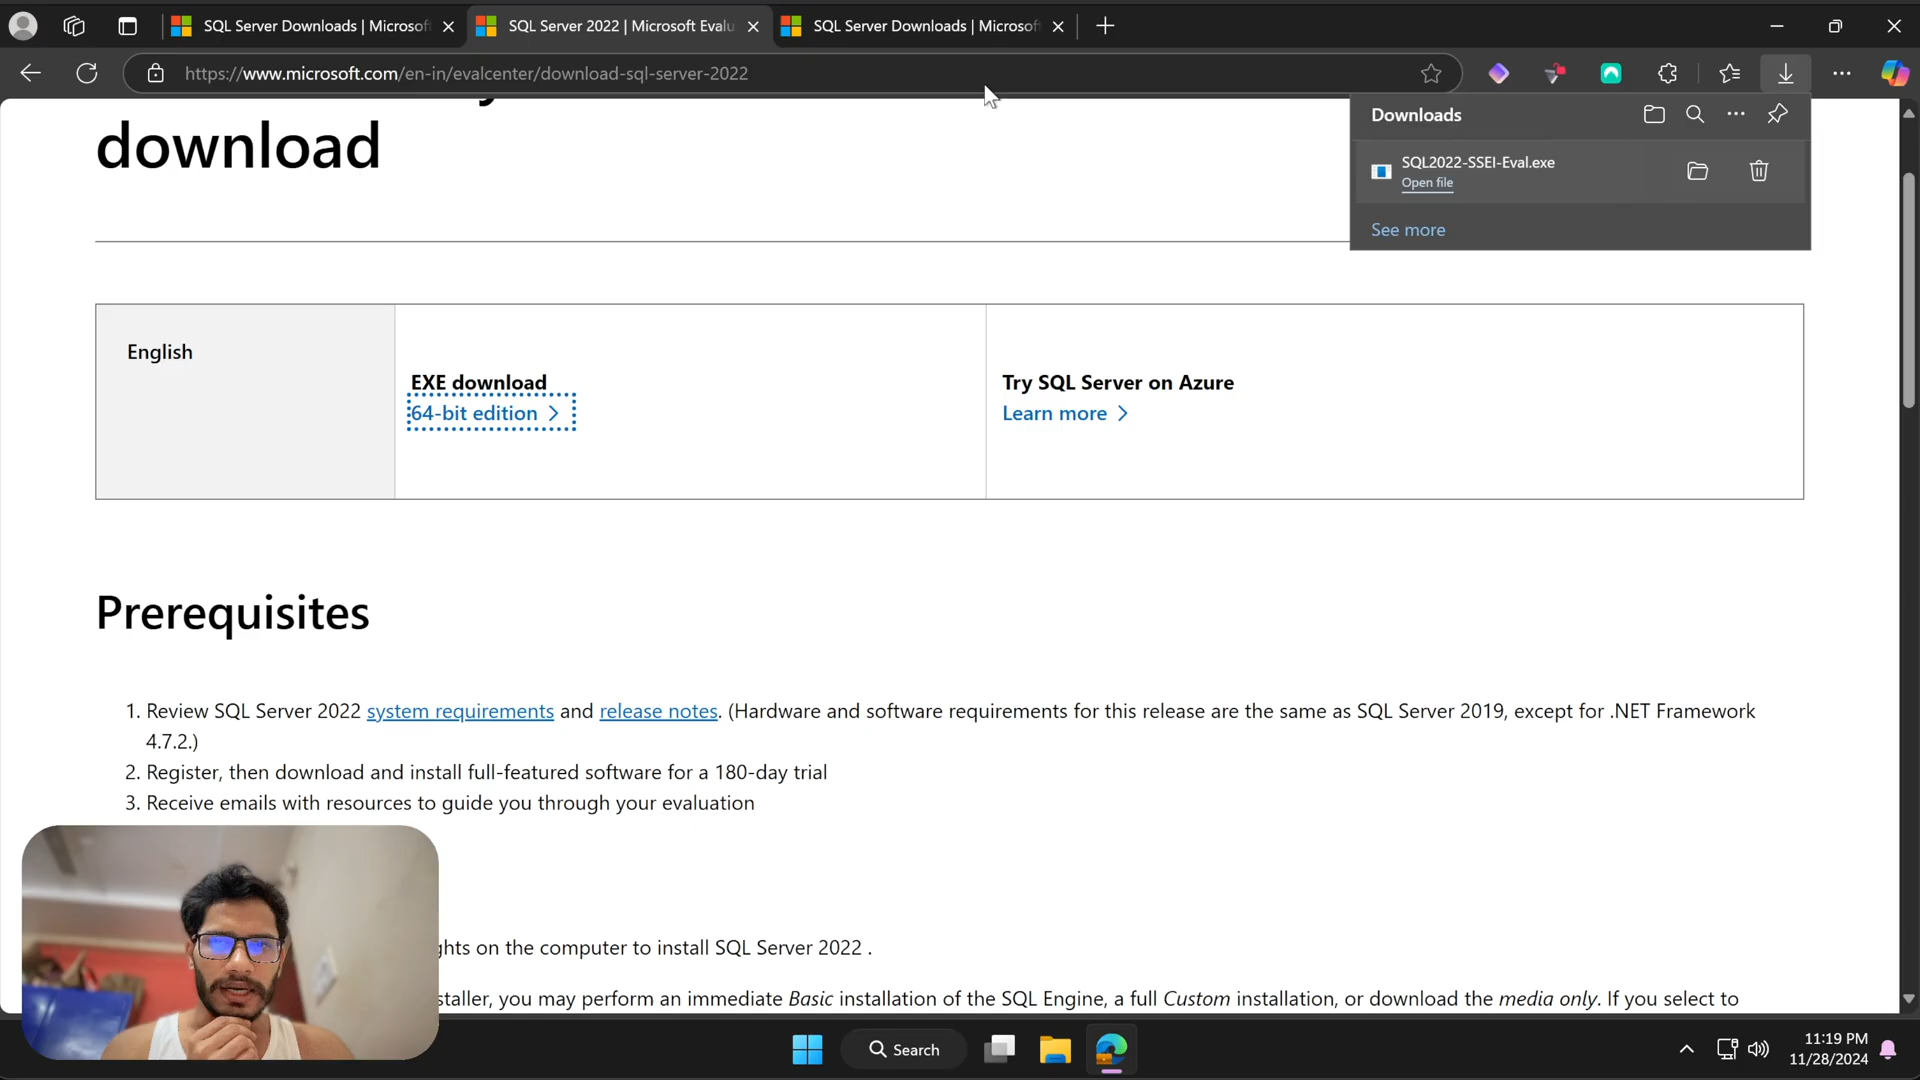 SQL Server Downloads | Microsof
SQL Server 2022 | Microsoft Evalu
SQL Server Downloads | Microsof
https://www.microsoft.com/en-in/evalcenter/download-sql-server-2022
Downloads
SQL2022-SSEI-Eval.exe
Open file
See more
download
English
EXE download
64-bit edition
Try SQL Server on Azure
Learn more
Prerequisites
1. Review SQL Server 2022 system requirements and release notes. (Hardware and software requirements for this release are the same as SQL Server 2019, except for .NET Framework
4.7.2.)
2. Register, then download and install full-featured software for a 180-day trial
3. Receive emails with resources to guide you through your evaluation
ghts on the computer to install SQL Server 2022 .
staller, you may perform an immediate Basic installation of the SQL Engine, a full Custom installation, or download the media only. If you select to
Search
11:19 PM
11/28/2024